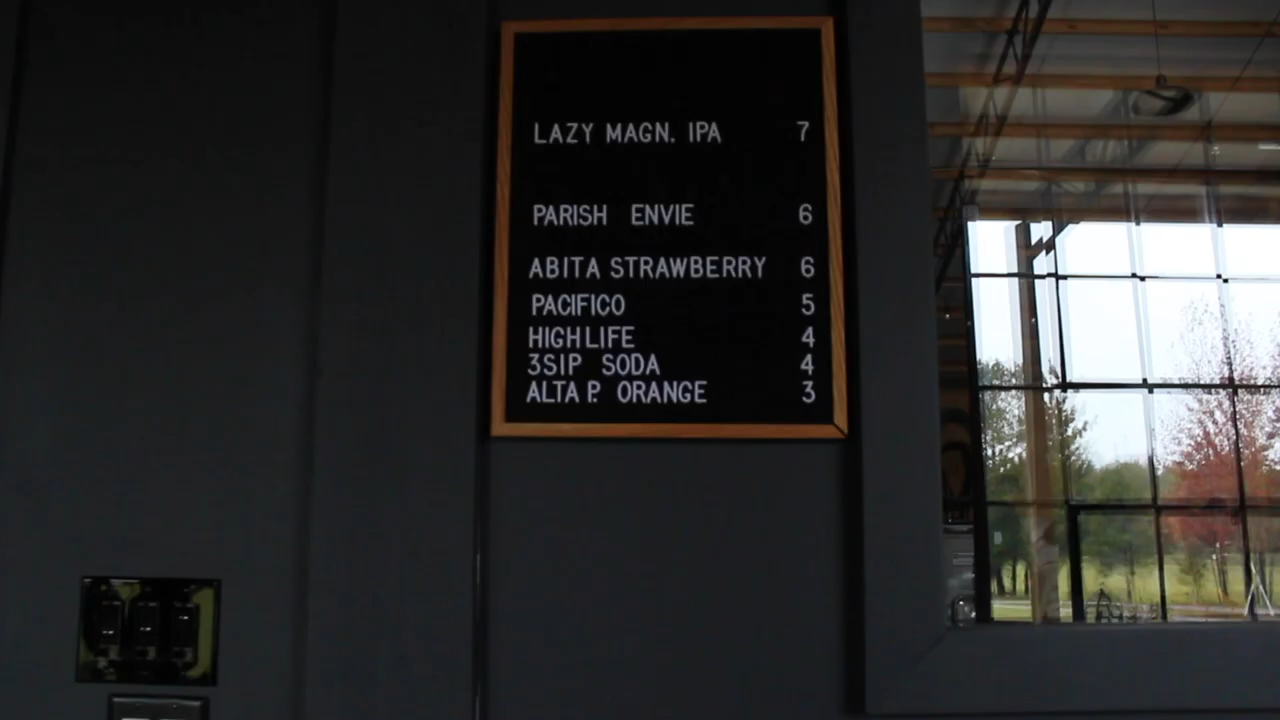 LAZY MAGN. IPA 7
PARISH ENVIE 6
ABITA STRAWBERRY 6
PACIFICO 5
HIGHLIFE 4
3SIP SODA 4
ALTA P. ORANGE 3